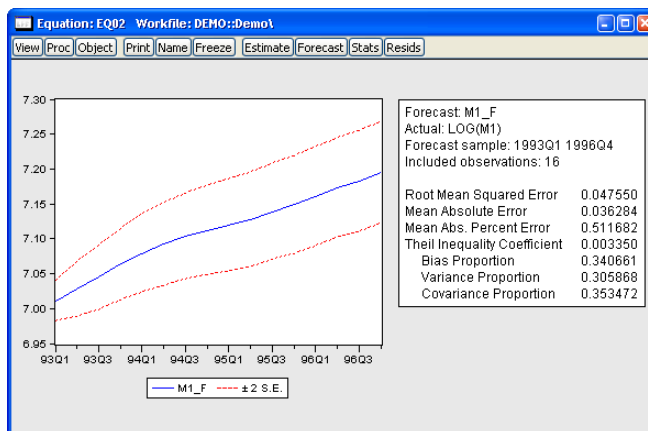 Equation: EQ02 Workfile: DEMO::Demo\
View Proc Object Print Name Freeze Estimate Forecast Stats Resids
7.30
7.25
7.20
7.15
7.10
7.05
7.00
6.95
93Q1 93Q3 94Q1 94Q3 95Q1 95Q3 96Q1 96Q3
M1_F ± 2 S.E.
Forecast: M1_F
Actual: LOG(M1)
Forecast sample: 1993Q1 1996Q4
Included observations: 16
Root Mean Squared Error 0.047550
Mean Absolute Error 0.036284
Mean Abs. Percent Error 0.511682
Theil Inequality Coefficient 0.003350
Bias Proportion 0.340661
Variance Proportion 0.305868
Covariance Proportion 0.353472